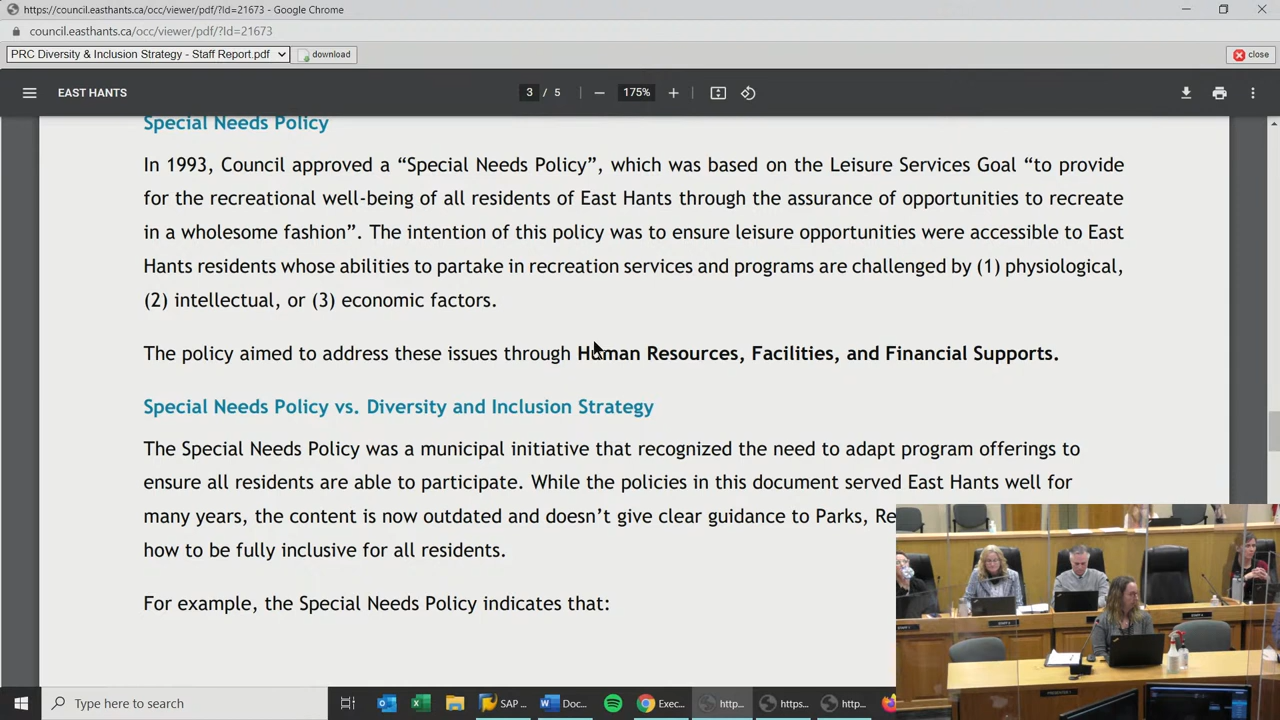 https://council.easthants.ca/occ/viewer/pdf/?Id=21673 - Google Chrome
council.easthants.ca/occ/viewer/pdf/?Id=21673
PRC Diversity & Inclusion Strategy - Staff Report.pdf download close
EAST HANTS 3 / 5 175%
Special Needs Policy
In 1993, Council approved a “Special Needs Policy”, which was based on the Leisure Services Goal “to provide
for the recreational well-being of all residents of East Hants through the assurance of opportunities to recreate
in a wholesome fashion”. The intention of this policy was to ensure leisure opportunities were accessible to East
Hants residents whose abilities to partake in recreation services and programs are challenged by (1) physiological,
(2) intellectual, or (3) economic factors.
The policy aimed to address these issues through Human Resources, Facilities, and Financial Supports.
Special Needs Policy vs. Diversity and Inclusion Strategy
The Special Needs Policy was a municipal initiative that recognized the need to adapt program offerings to
ensure all residents are able to participate. While the policies in this document served East Hants well for
many years, the content is now outdated and doesn’t give clear guidance to Parks, Re
how to be fully inclusive for all residents.
For example, the Special Needs Policy indicates that:
Type here to search SAP ... Doc... Exec... http... https... http...